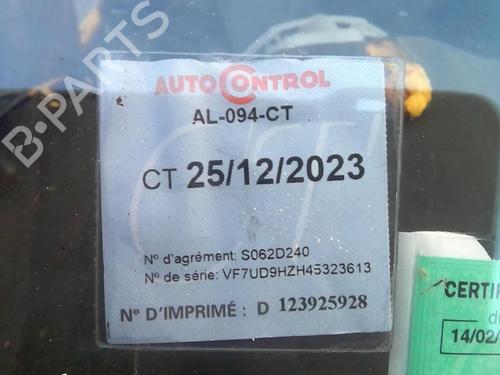 B-PARTS
AUTOCONTROL
AL-094-CT
CT 25/12/2023
N° d'agrément: S062D240
N° de série: VF7UD9HZH45323613
N° D'IMPRIMÉ: D 123925928
CERTIF
14/02/